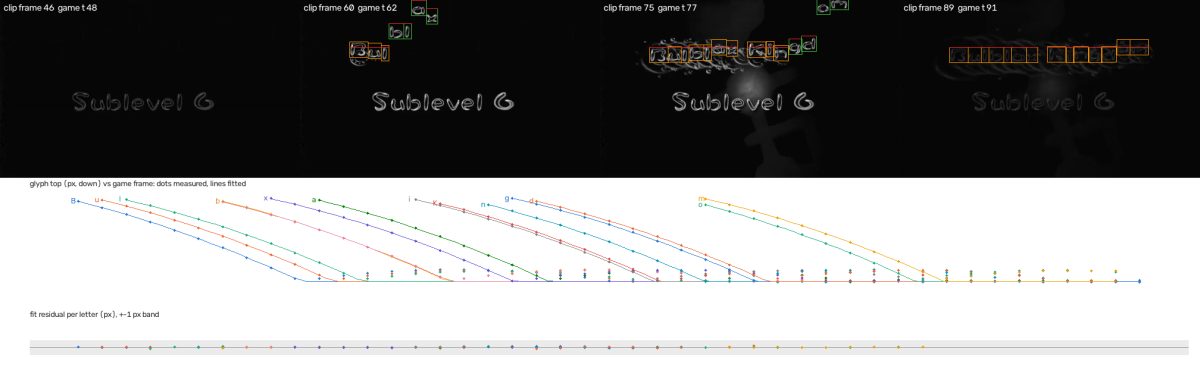 clip frame 46 game t 48
clip frame 60 game t 62
clip frame 75 game t 77
clip frame 89 game t 91
Sublevel 6
Sublevel 6
Sublevel 6
Sublevel 6
glyph top (px, down) vs game frame: dots measured, lines fitted
B u l b x a i K n g d m o
fit residual per letter (px), +-1 px band